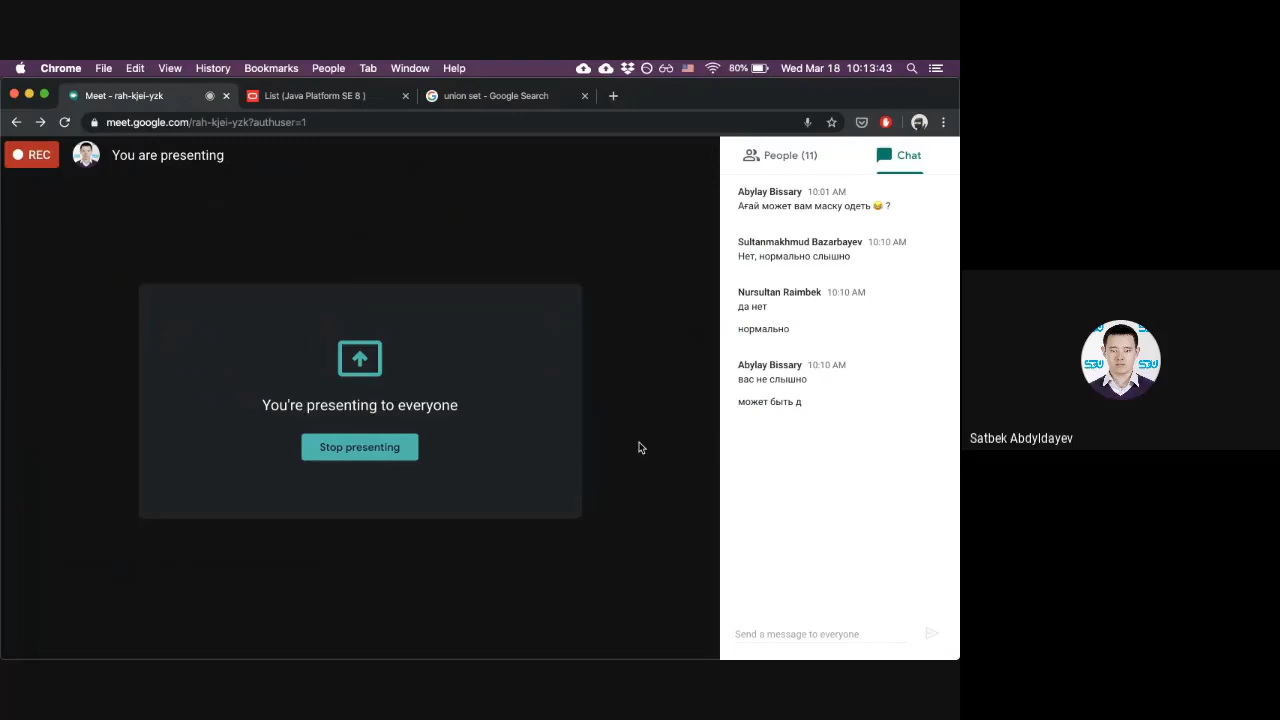 Chrome File Edit View History Bookmarks People Tab Window Help 80% Wed Mar 18 10:13:43
Meet - rah-kjei-yzk List (Java Platform SE 8 ) union set - Google Search
meet.google.com/rah-kjei-yzk?authuser=1
REC You are presenting
People (11) Chat
Abylay Bissary 10:01 AM
Ағай может вам маску одеть 😂 ?
Sultanmakhmud Bazarbayev 10:10 AM
Нет, нормально слышно
Nursultan Raimbek 10:10 AM
да нет
нормально
Abylay Bissary 10:10 AM
вас не слышно
может быть д
You're presenting to everyone
Stop presenting
Send a message to everyone
SDU
Satbek Abdyldayev